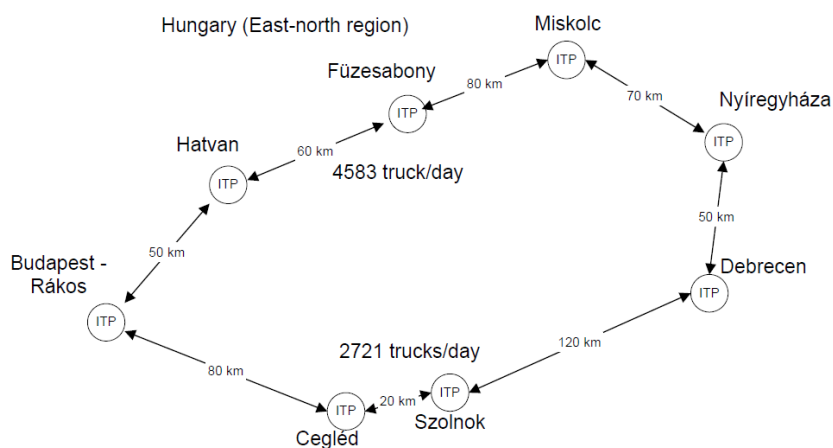 Hungary (East-north region)
Miskolc
ITP
Füzesabony
80 km
ITP
70 km
Nyíregyháza
ITP
Hatvan
60 km
4583 truck/day
ITP
50 km
50 km
Budapest -
Rákos
ITP
Debrecen
ITP
2721 trucks/day
120 km
80 km
ITP
20 km
ITP
Szolnok
Cegléd